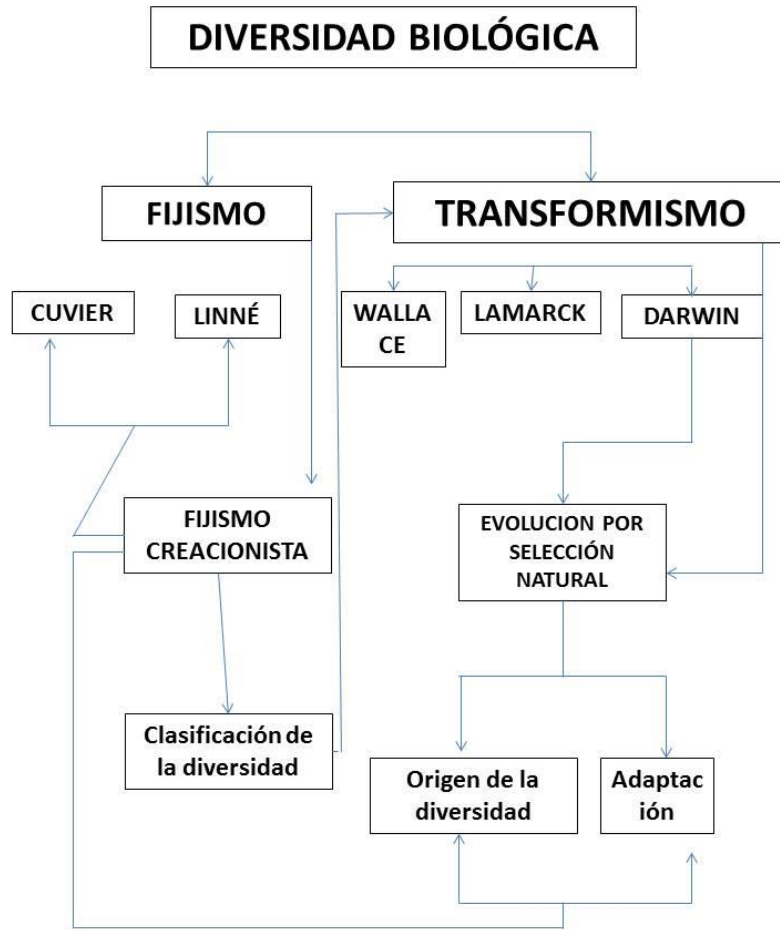 DIVERSIDAD BIOLÓGICA
FIJISMO
TRANSFORMISMO
CUVIER
LINNÉ
WALLA
CE
LAMARCK
DARWIN
FIJISMO
CREACIONISTA
EVOLUCION POR
SELECCIÓN
NATURAL
Clasificación de
la diversidad
Origen de la
diversidad
Adaptac
ión